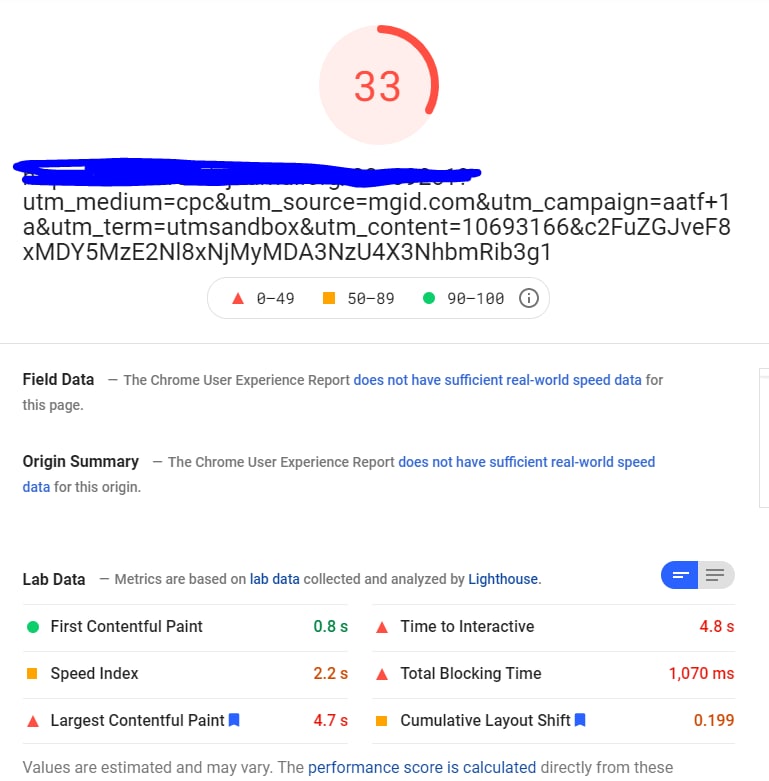 33
utm_medium=cpc&utm_source=mgid.com&utm_campaign=aatf+1
a&utm_term=utmsandbox&utm_content=10693166&c2FuZGJveF8
xMDY5MzE2Nl8xNjMyMDA3NzU4X3NhbmRib3g1
0–49 50–89 90–100
Field Data — The Chrome User Experience Report does not have sufficient real-world speed data for
this page.
Origin Summary — The Chrome User Experience Report does not have sufficient real-world speed
data for this origin.
Lab Data — Metrics are based on lab data collected and analyzed by Lighthouse.
First Contentful Paint 0.8 s
Speed Index 2.2 s
Largest Contentful Paint 4.7 s
Time to Interactive 4.8 s
Total Blocking Time 1,070 ms
Cumulative Layout Shift 0.199
Values are estimated and may vary. The performance score is calculated directly from these